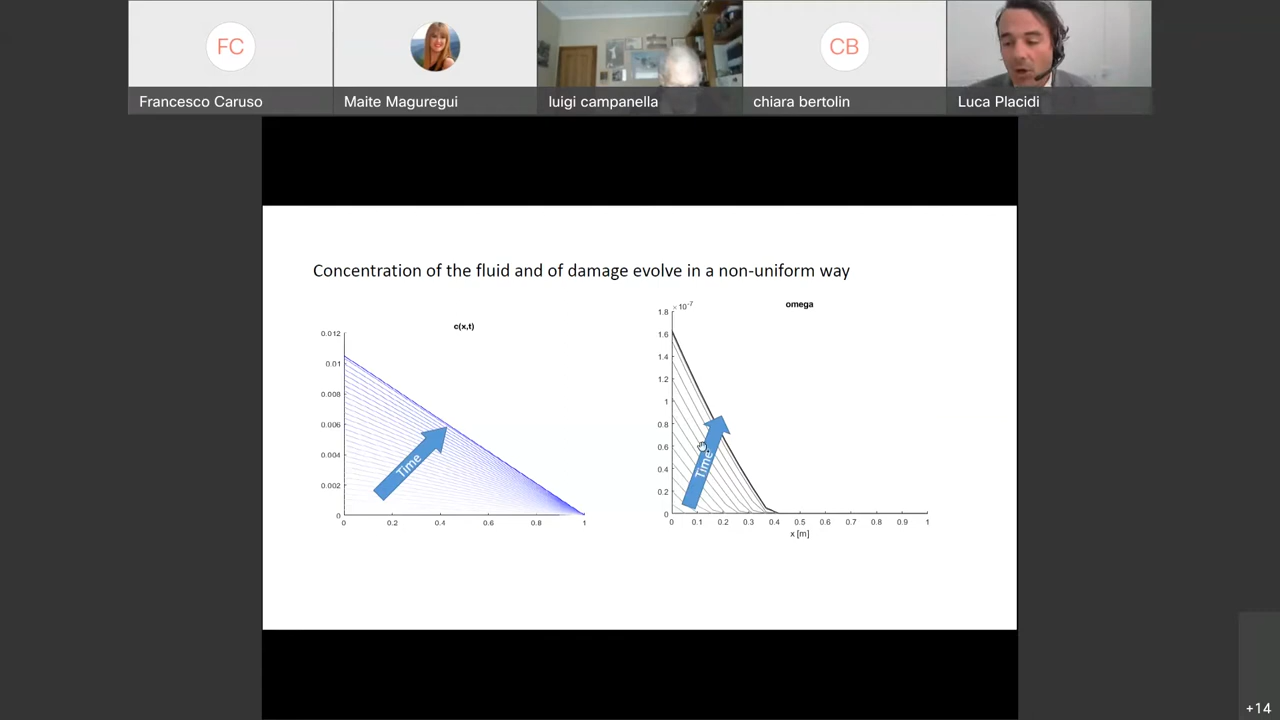 FC
CB
Francesco Caruso
Maite Maguregui
luigi campanella
chiara bertolin
Luca Placidi
Concentration of the fluid and of damage evolve in a non-uniform way
c(x,t)
0.012
0.01
0.008
0.006
0.004
0.002
0
0 0.2 0.4 0.6 0.8 1
Time
×10-7
omega
1.8
1.6
1.4
1.2
1
0.8
0.6
0.4
0.2
0
0 0.1 0.2 0.3 0.4 0.5 0.6 0.7 0.8 0.9 1
x [m]
Time
+14